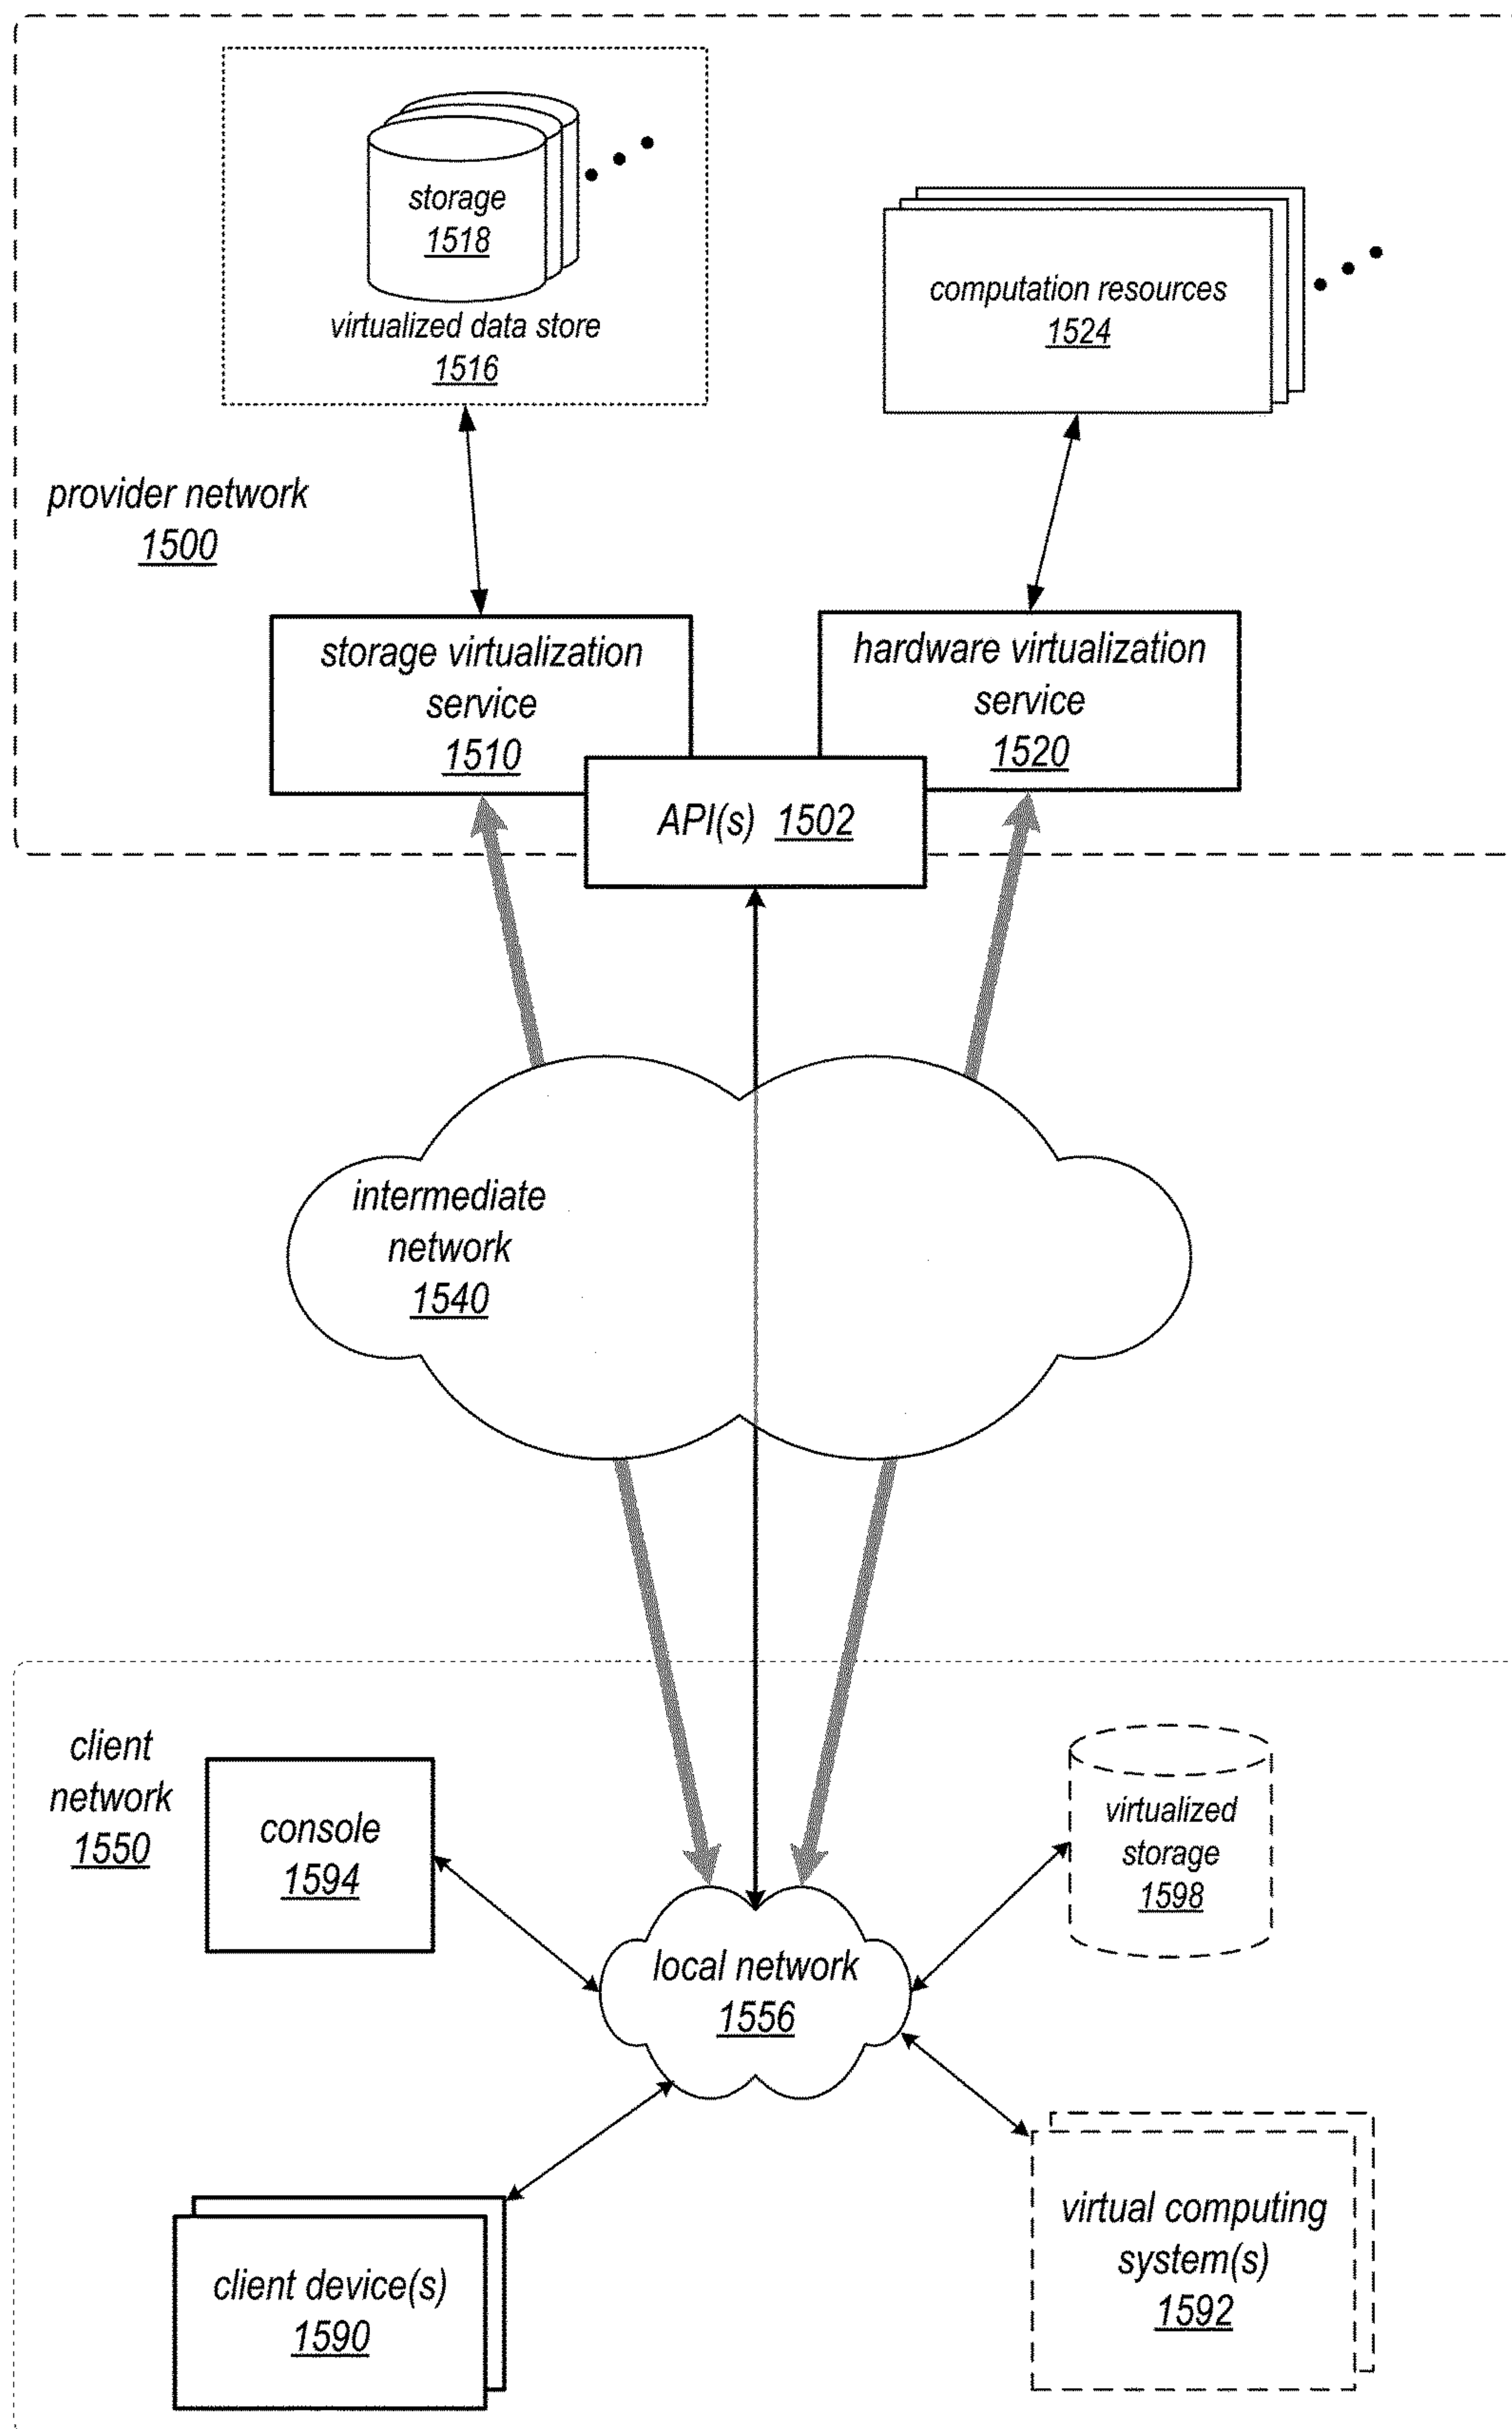 storage
1518
virtualized data store
1516
computation resources
1524
provider network
1500
storage virtualization
service
1510
hardware virtualization
service
1520
API(s) 1502
intermediate
network
1540
client
network
1550
console
1594
virtualized
storage
1598
local network
1556
client device(s)
1590
virtual computing
system(s)
1592